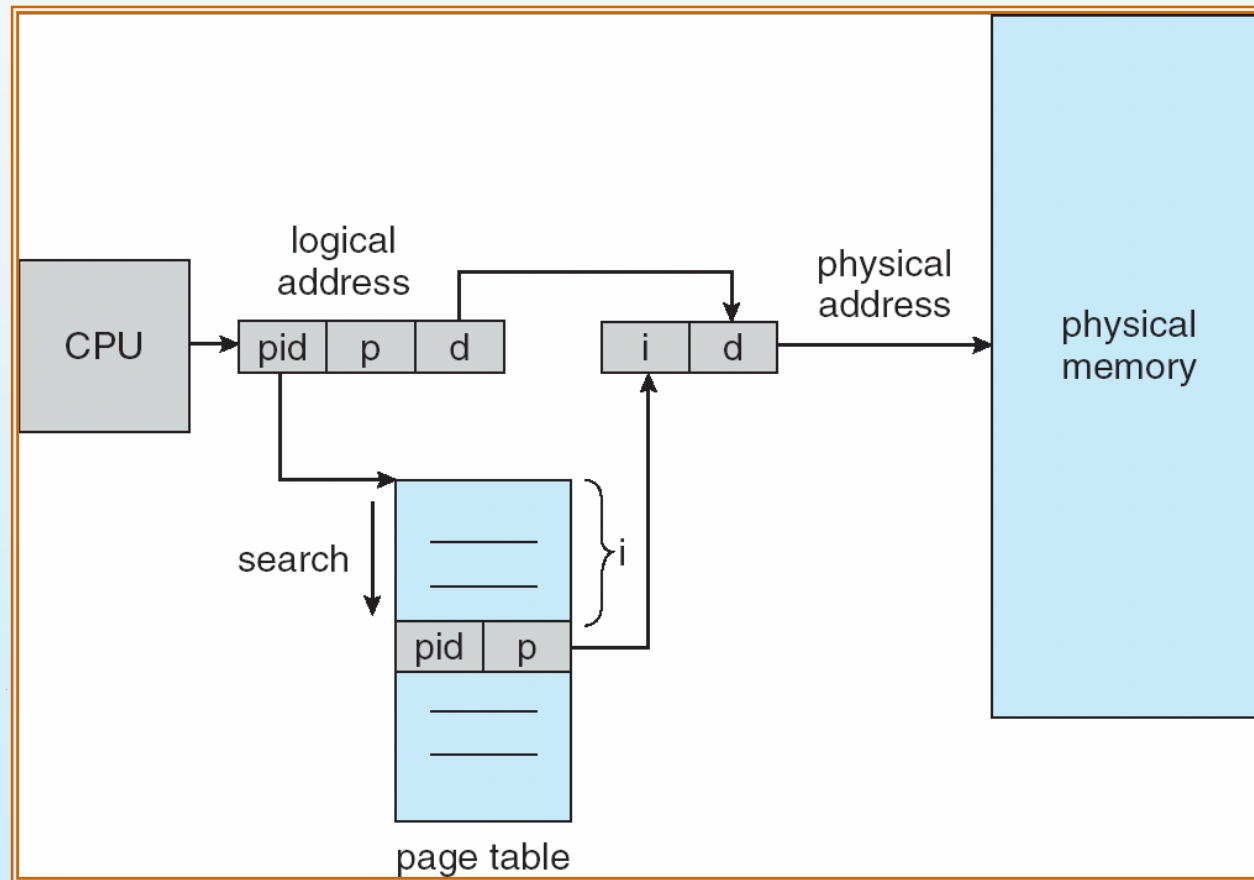 logical
address
physical
address
CPU
pid p d
i d
physical
memory
search
i
pid p
page table